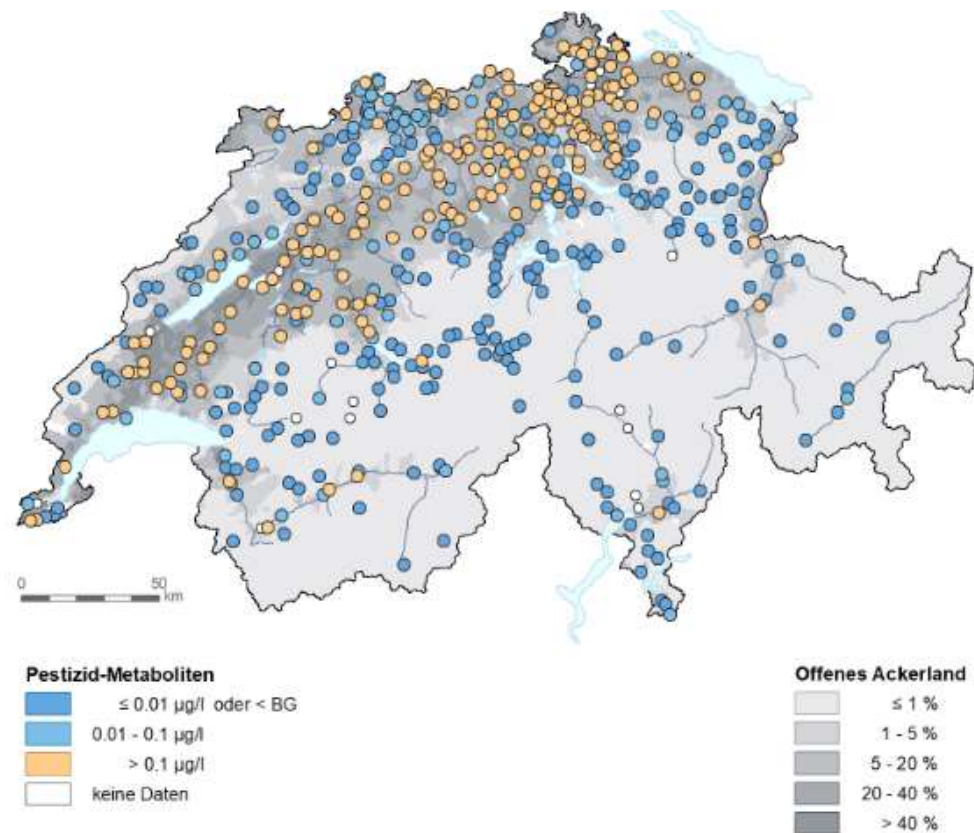 0 50
km
Pestizid-Metaboliten
≤ 0.01 µg/l oder < BG
0.01 - 0.1 µg/l
> 0.1 µg/l
keine Daten
Offenes Ackerland
≤ 1 %
1 - 5 %
5 - 20 %
20 - 40 %
> 40 %